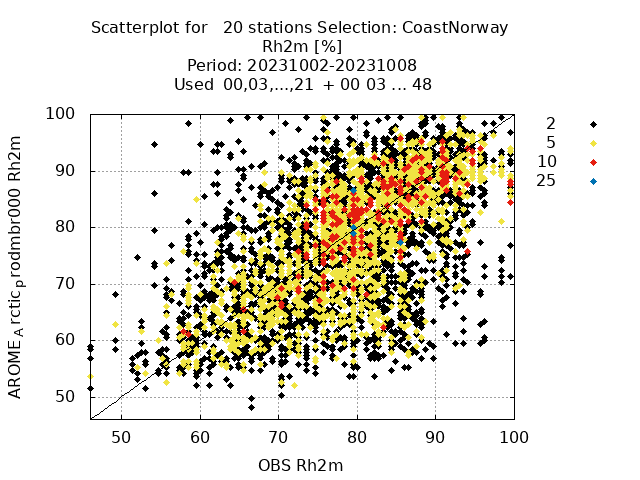 Scatterplot for   20 stations Selection: CoastNorway
Rh2m [%]
Period: 20231002-20231008
Used  00,03,...,21  + 00 03 ... 48
AROME_Arctic_prodmbr000 Rh2m
100
90
80
70
60
50
50 60 70 80 90 100
OBS Rh2m
2
5
10
25